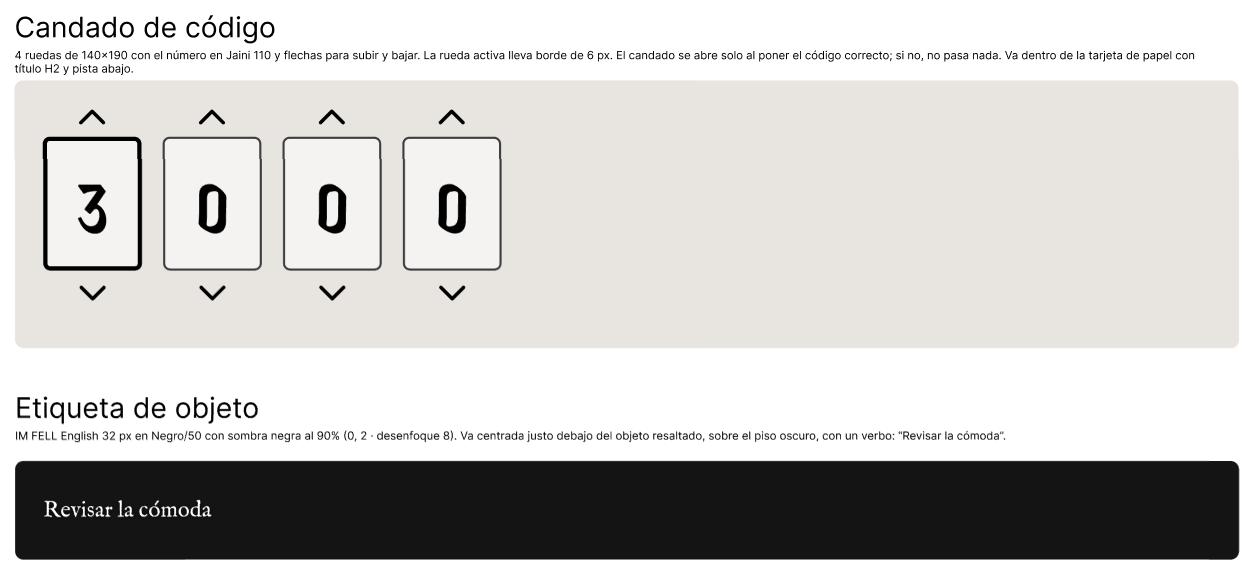 Candado de código
4 ruedas de 140×190 con el número en Jaini 110 y flechas para subir y bajar. La rueda activa lleva borde de 6 px. El candado se abre solo al poner el código correcto; si no, no pasa nada. Va dentro de la tarjeta de papel con
título H2 y pista abajo.
3 0 0 0
Etiqueta de objeto
IM FELL English 32 px en Negro/50 con sombra negra al 90% (0, 2 · desenfoque 8). Va centrada justo debajo del objeto resaltado, sobre el piso oscuro, con un verbo: “Revisar la cómoda”.
Revisar la cómoda